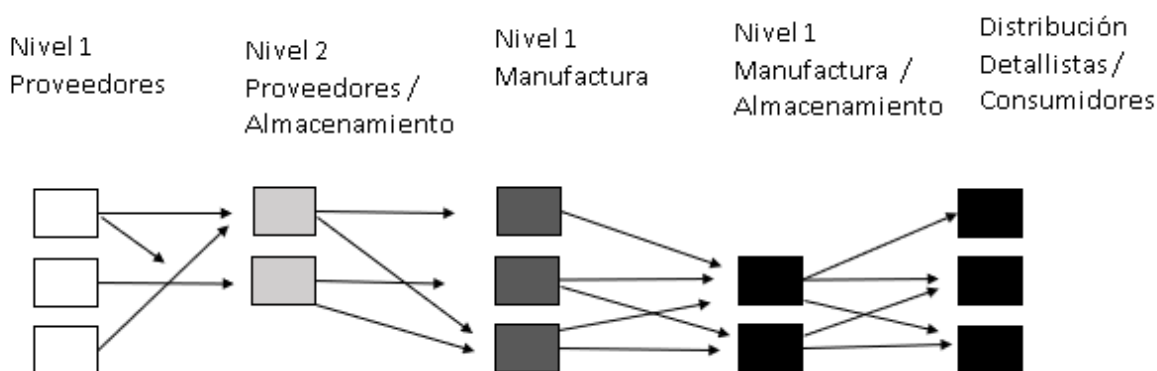 Nivel 1
Proveedores
Nivel 2
Proveedores /
Almacenamiento
Nivel 1
Manufactura
Nivel 1
Manufactura /
Almacenamiento
Distribución
Detallistas /
Consumidores